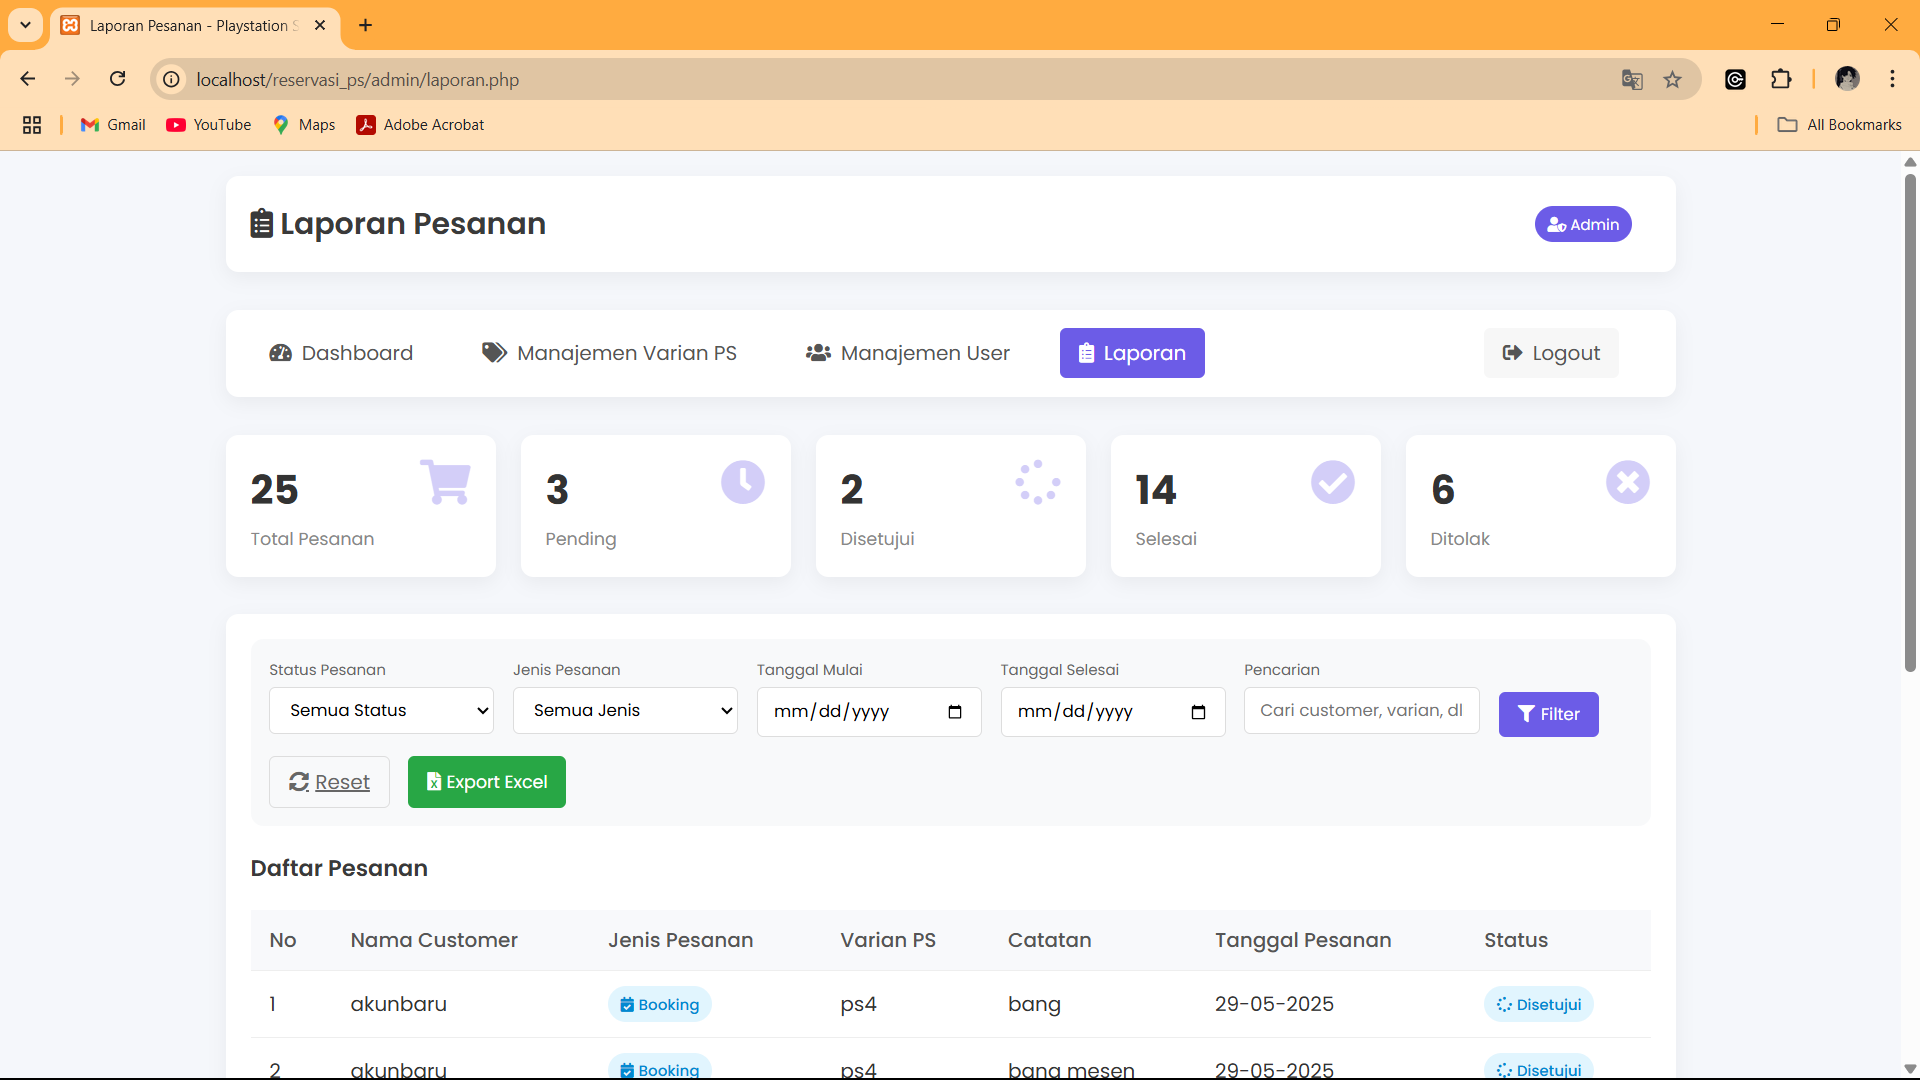 Laporan Pesanan - Playstation S
localhost/reservasi_ps/admin/laporan.php
Gmail YouTube Maps Adobe Acrobat All Bookmarks
Laporan Pesanan Admin
Dashboard Manajemen Varian PS Manajemen User Laporan Logout
25 3 2 14 6
Total Pesanan Pending Disetujui Selesai Ditolak
Status Pesanan Jenis Pesanan Tanggal Mulai Tanggal Selesai Pencarian
Semua Status Semua Jenis mm/dd/yyyy mm/dd/yyyy Cari customer, varian, dl Filter
Reset Export Excel
Daftar Pesanan
No Nama Customer Jenis Pesanan Varian PS Catatan Tanggal Pesanan Status
1 akunbaru Booking ps4 bang 29-05-2025 Disetujui
2 akunbaru Booking ps4 bang mesen 29-05-2025 Disetujui